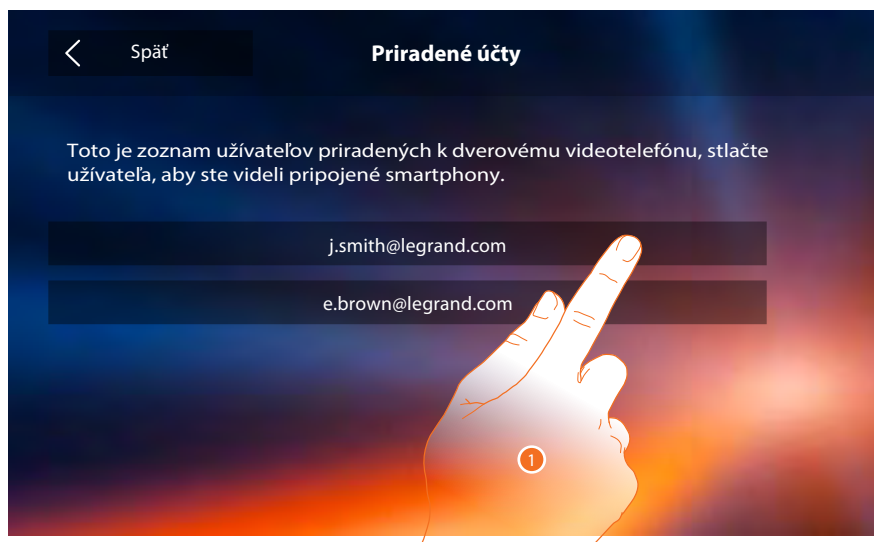 Späť
Priradené účty
Toto je zoznam užívateľov priradených k dverovému videotelefónu, stlačte
užívateľa, aby ste videli pripojené smartphony.
j.smith@legrand.com
e.brown@legrand.com
1